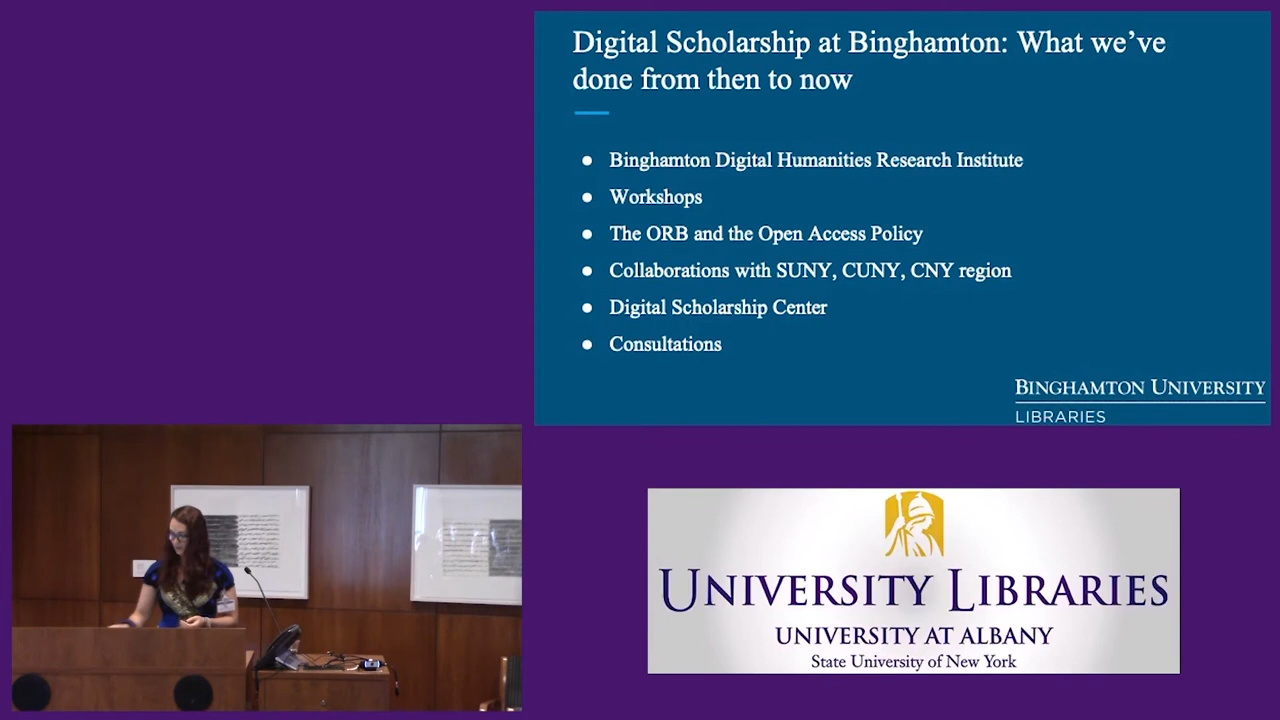 Digital Scholarship at Binghamton: What we’ve
done from then to now
● Binghamton Digital Humanities Research Institute
● Workshops
● The ORB and the Open Access Policy
● Collaborations with SUNY, CUNY, CNY region
● Digital Scholarship Center
● Consultations
BINGHAMTON UNIVERSITY
LIBRARIES
UNIVERSITY LIBRARIES
UNIVERSITY AT ALBANY
State University of New York